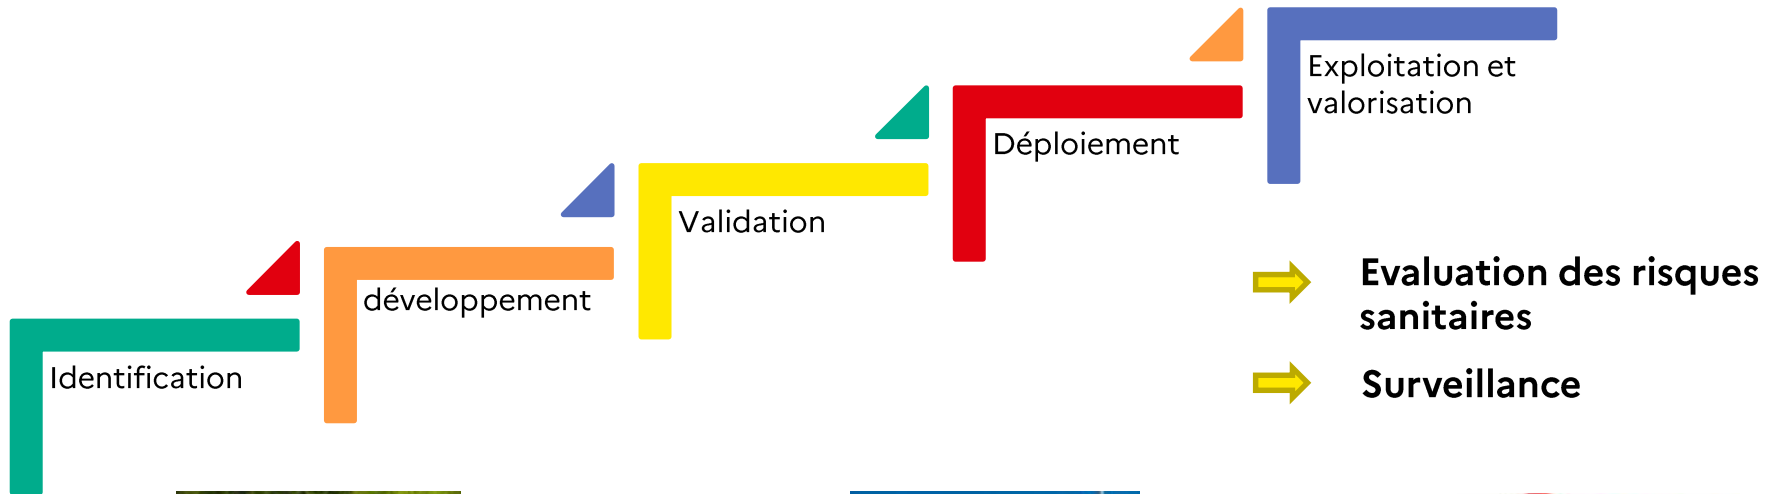 Identification
développement
Validation
Déploiement
Exploitation et
valorisation
Evaluation des risques
sanitaires
Surveillance